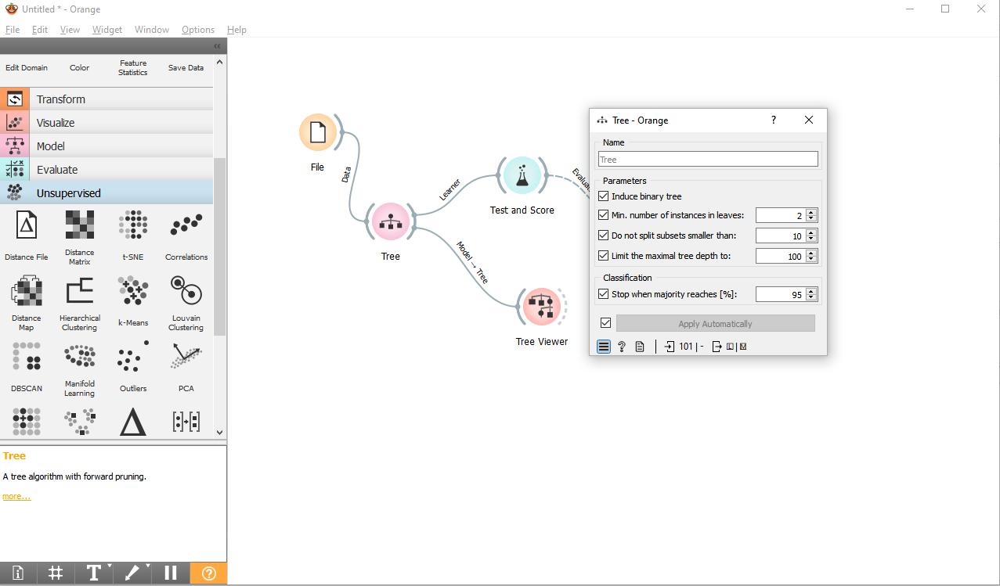 Untitled * - Orange
File Edit View Widget Window Options Help
Edit Domain
Color
Feature
Statistics
Save Data
Transform
Visualize
Model
Evaluate
Unsupervised
Distance File
Distance
Matrix
t-SNE
Correlations
Distance
Map
Hierarchical
Clustering
k-Means
Louvain
Clustering
DBSCAN
Manifold
Learning
Outliers
PCA
Tree
A tree algorithm with forward pruning.
more...
File
Data
Tree
Learner
Test and Score
Model → Tree
Tree Viewer
Tree - Orange
?
Name
Tree
Parameters
Induce binary tree
Min. number of instances in leaves: 2
Do not split subsets smaller than: 10
Limit the maximal tree depth to: 100
Classification
Stop when majority reaches [%]: 95
Apply Automatically
? 101 | -